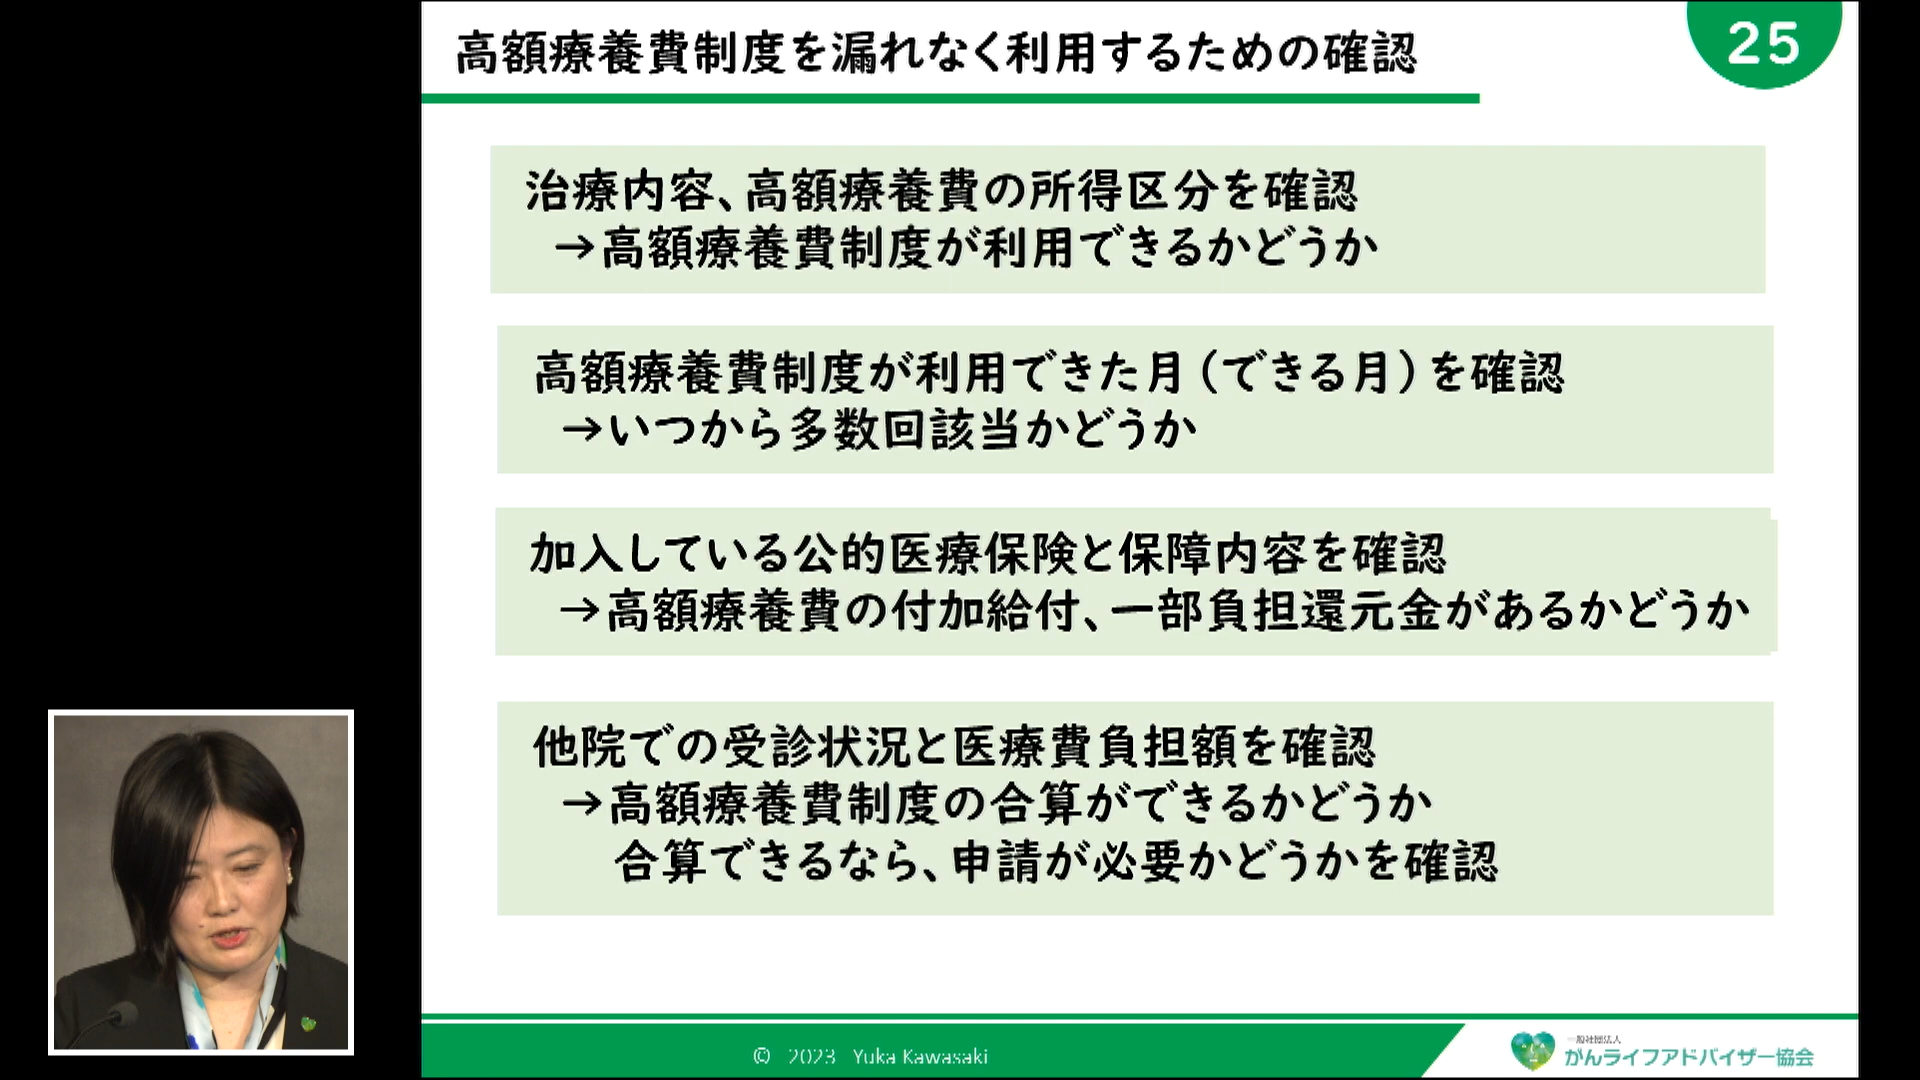 高額療養費制度を漏れなく利用するための確認
25
治療内容、高額療養費の所得区分を確認
→高額療養費制度が利用できるかどうか
高額療養費制度が利用できた月（できる月）を確認
→いつから多数回該当かどうか
加入している公的医療保険と保障内容を確認
→高額療養費の付加給付、一部負担還元金があるかどうか
他院での受診状況と医療費負担額を確認
→高額療養費制度の合算ができるかどうか
合算できるなら、申請が必要かどうかを確認
© 2023 Yuka Kawasaki
一般社団法人
がんライフアドバイザー協会